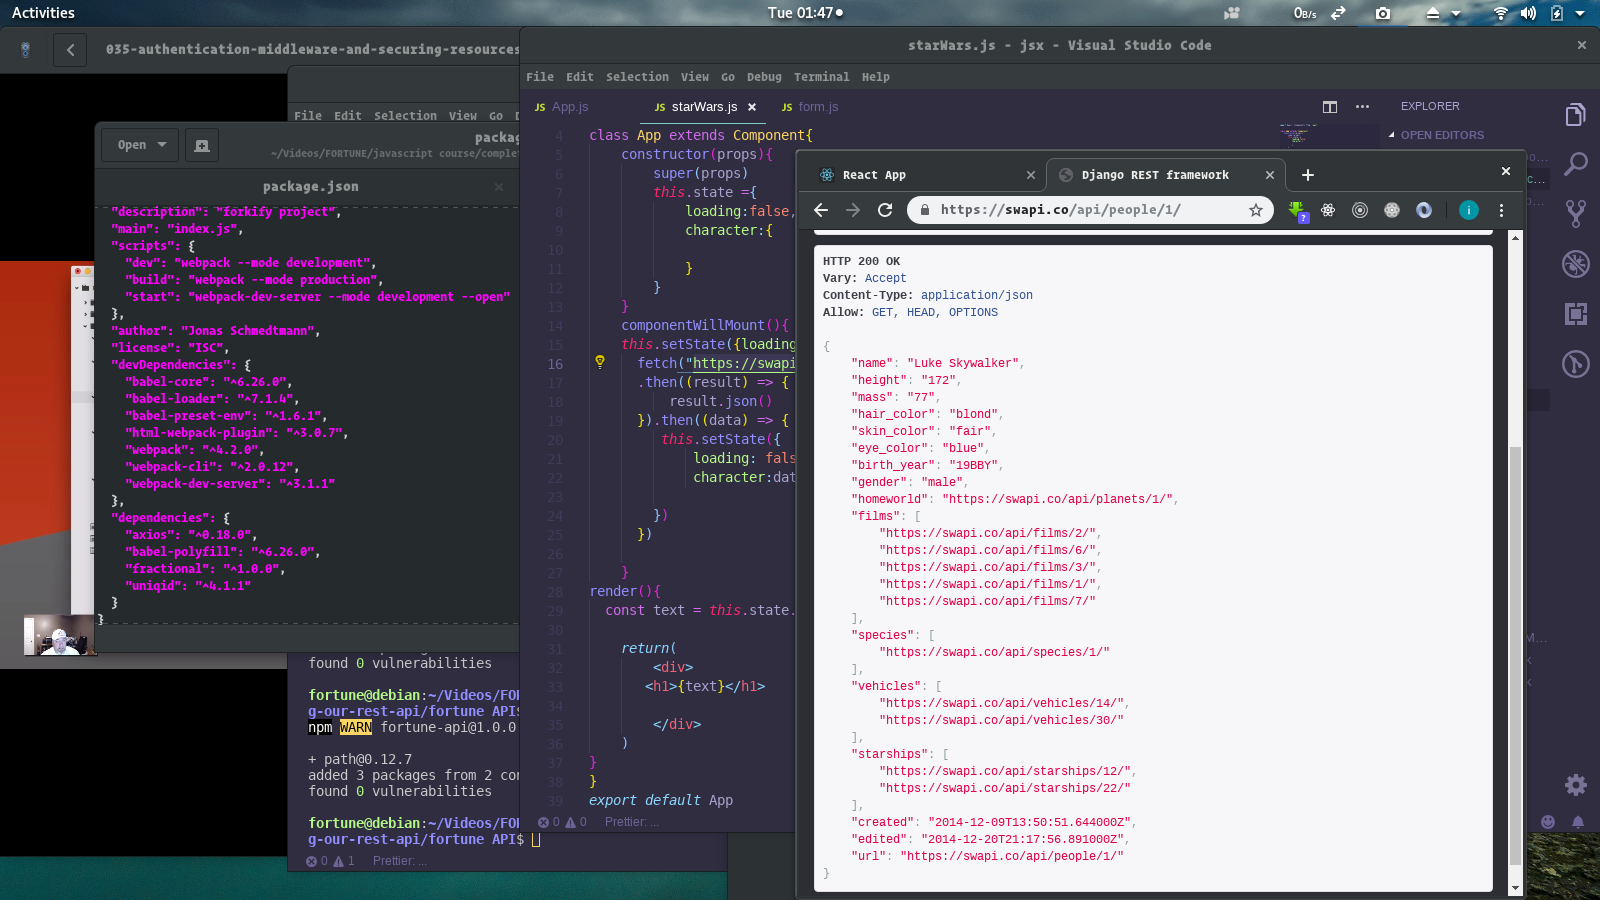 Activities
Tue 01:47
0B/s
035-authentication-middleware-and-securing-resources
File Edit Selection View Go
Open
~/Videos/FORTUNE/javascript course/complet
package.json
"description": "forkify project",
"main": "index.js",
"scripts": {
"dev": "webpack --mode development",
"build": "webpack --mode production",
"start": "webpack-dev-server --mode development --open"
},
"author": "Jonas Schmedtmann",
"license": "ISC",
"devDependencies": {
"babel-core": "^6.26.0",
"babel-loader": "^7.1.4",
"babel-preset-env": "^1.6.1",
"html-webpack-plugin": "^3.0.7",
"webpack": "^4.2.0",
"webpack-cli": "^2.0.12",
"webpack-dev-server": "^3.1.1"
},
"dependencies": {
"axios": "^0.18.0",
"babel-polyfill": "^6.26.0",
"fractional": "^1.0.0",
"uniqid": "^4.1.1"
}
}
found 0 vulnerabilities
fortune@debian:~/Videos/FO
g-our-rest-api/fortune API$
npm WARN fortune-api@1.0.0
+ path@0.12.7
added 3 packages from 2 con
found 0 vulnerabilities
fortune@debian:~/Videos/FO
g-our-rest-api/fortune API$
0 1 Prettier: ...
starWars.js - jsx - Visual Studio Code
File Edit Selection View Go Debug Terminal Help
JS App.js
JS starWars.js
JS form.js
EXPLORER
OPEN EDITORS
4 class App extends Component{
5 constructor(props){
6 super(props)
7 this.state ={
8 loading:false,
9 character:{
10
11 }
12 }
13 }
14 componentWillMount(){
15 this.setState({loading
16 fetch("https://swapi
17 .then((result) => {
18 result.json()
19 }).then((data) => {
20 this.setState({
21 loading: fals
22 character:dat
23
24 })
25 })
26
27 }
28 render(){
29 const text = this.state.
30
31 return(
32 <div>
33 <h1>{text}</h1>
34
35 </div>
36 )
37 }
38 }
39 export default App
0 0 Prettier: ...
React App
Django REST framework
https://swapi.co/api/people/1/
HTTP 200 OK
Vary: Accept
Content-Type: application/json
Allow: GET, HEAD, OPTIONS
{
"name": "Luke Skywalker",
"height": "172",
"mass": "77",
"hair_color": "blond",
"skin_color": "fair",
"eye_color": "blue",
"birth_year": "19BBY",
"gender": "male",
"homeworld": "https://swapi.co/api/planets/1/",
"films": [
"https://swapi.co/api/films/2/",
"https://swapi.co/api/films/6/",
"https://swapi.co/api/films/3/",
"https://swapi.co/api/films/1/",
"https://swapi.co/api/films/7/"
],
"species": [
"https://swapi.co/api/species/1/"
],
"vehicles": [
"https://swapi.co/api/vehicles/14/",
"https://swapi.co/api/vehicles/30/"
],
"starships": [
"https://swapi.co/api/starships/12/",
"https://swapi.co/api/starships/22/"
],
"created": "2014-12-09T13:50:51.644000Z",
"edited": "2014-12-20T21:17:56.891000Z",
"url": "https://swapi.co/api/people/1/"
}